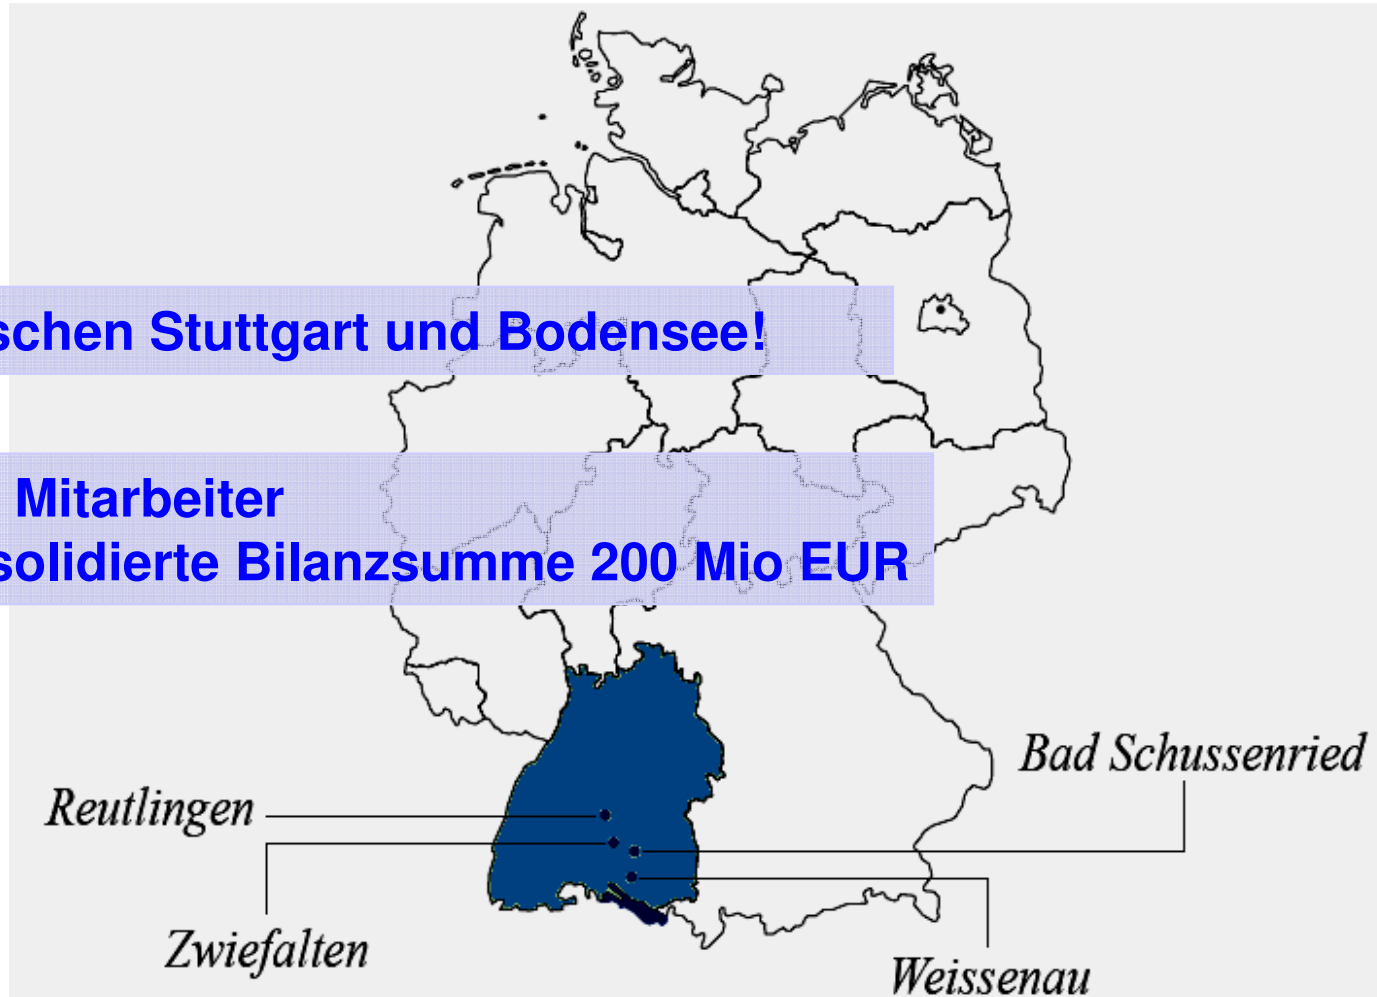 schen Stuttgart und Bodensee!
Mitarbeiter
solidierte Bilanzsumme 200 Mio EUR
Bad Schussenried
Reutlingen
Zwiefalten
Weissenau